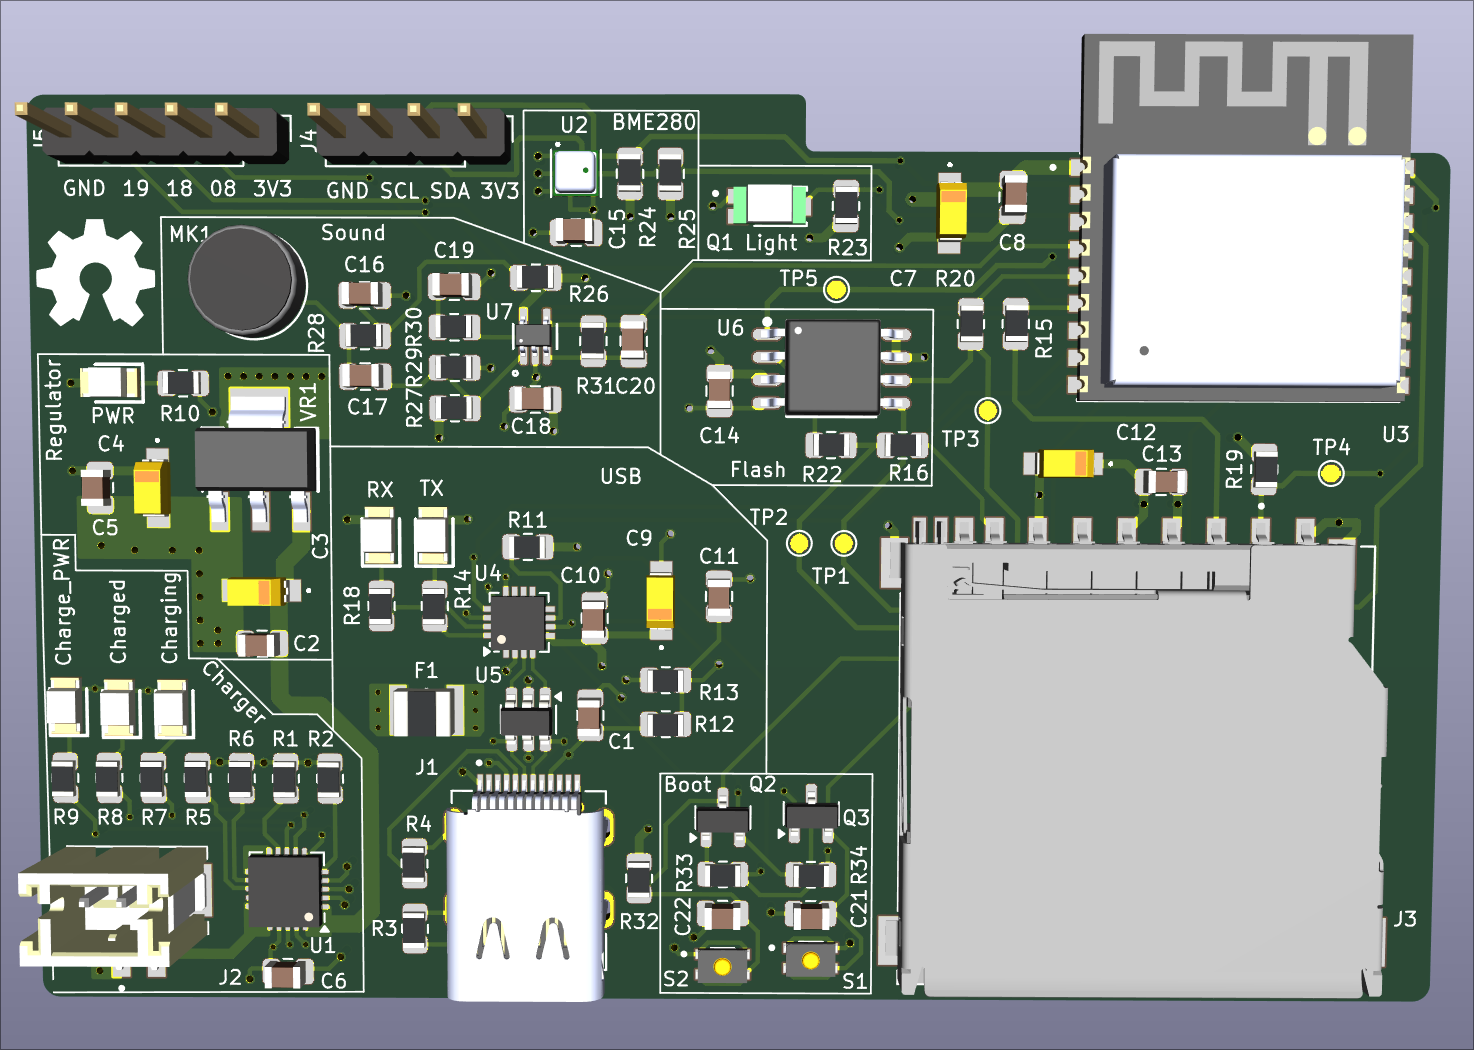 J5
J4
U2
BME280
GND 19 18 08 3V3
GND SCL SDA 3V3
C15
R24
R25
MK1
Sound
Q1 Light
R23
C8
C16
C19
R26
TP5
C7
R20
R28
R30
U7
U6
R15
Regulator
PWR
R10
VR1
C17
R27
R29
R31
C20
C18
C14
TP3
C12
U3
C4
C5
C3
USB
R22
R16
Flash
C13
R19
TP4
RX
TX
R11
C9
TP2
TP1
Charge_PWR
Charged
Charging
C2
R18
R14
U4
C10
C11
Charger
F1
U5
R13
R12
C1
R6
R1
R2
J1
Boot
Q2
Q3
R9
R8
R7
R5
R4
R33
R34
R3
R32
C22
C21
J3
U1
J2
C6
S2
S1